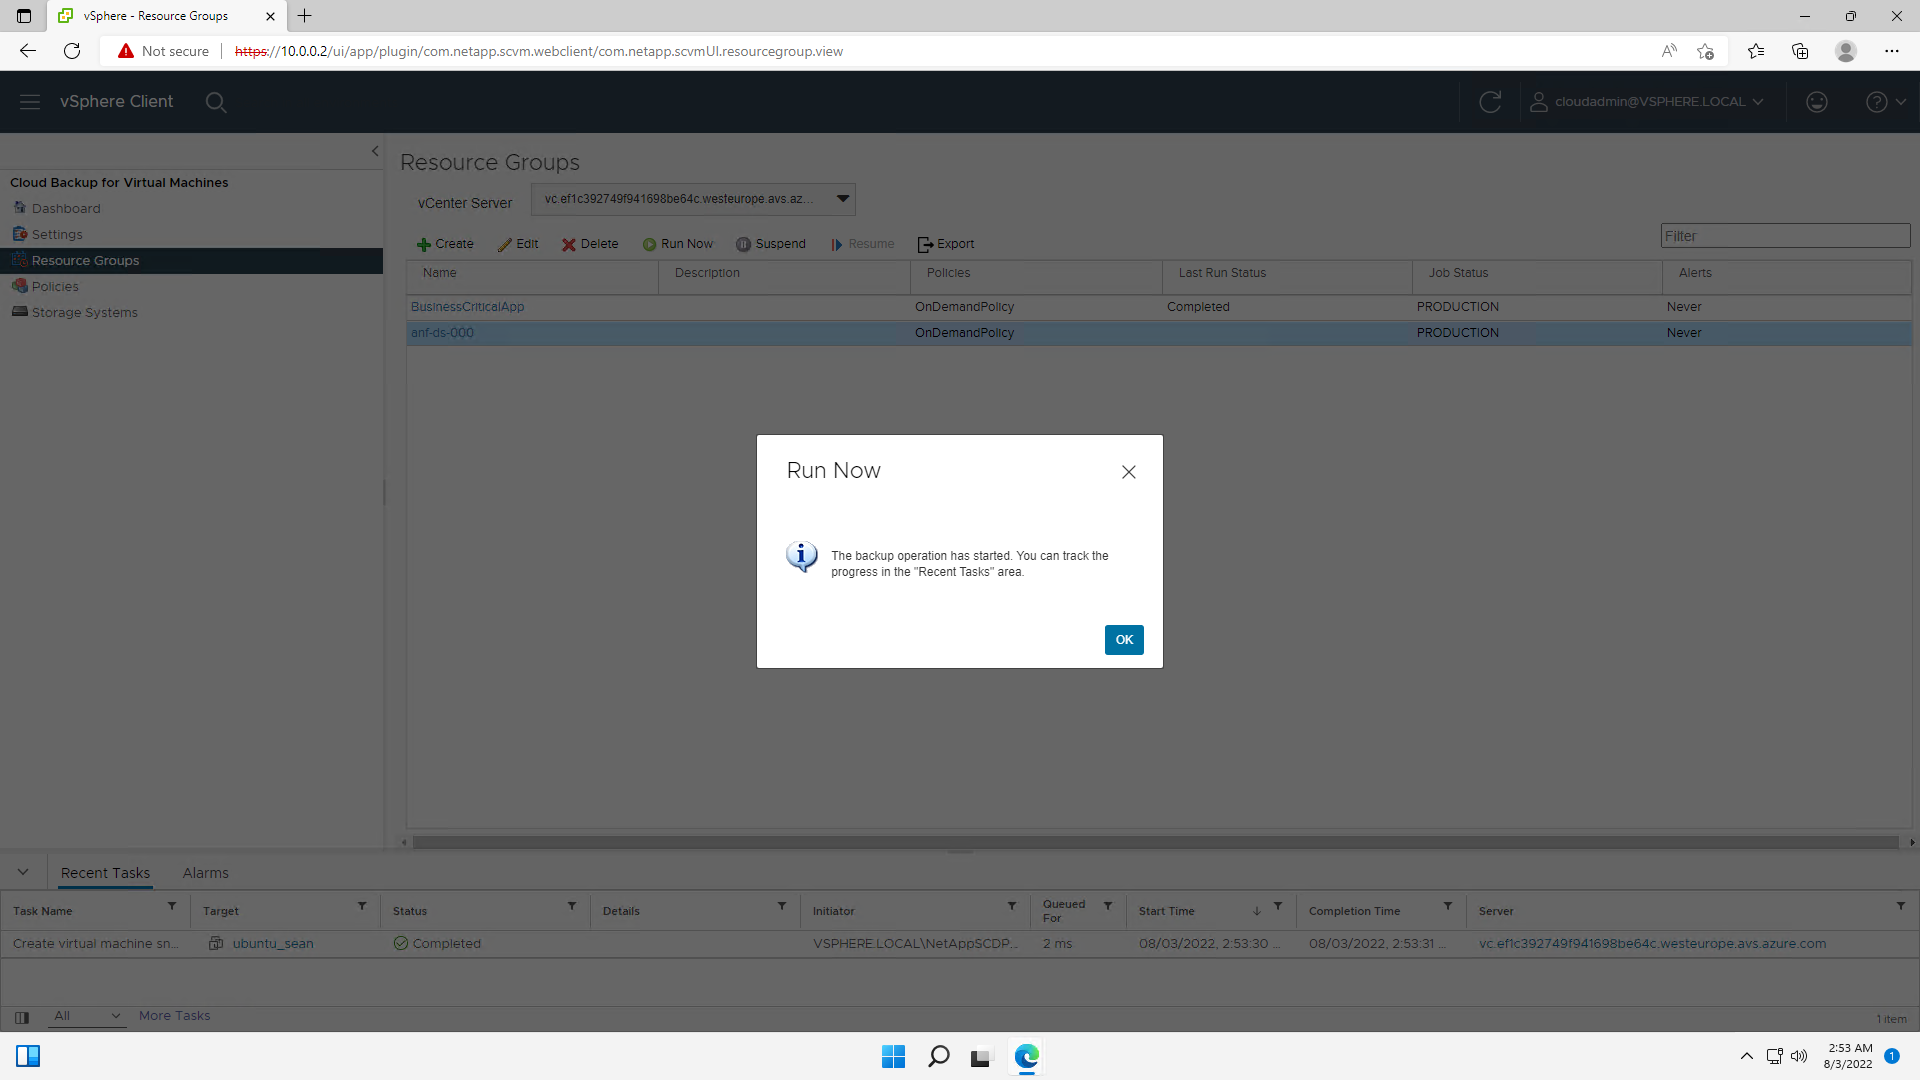 vSphere - Resource Groups
Not secure
https://10.0.0.2/ui/app/plugin/com.netapp.scvm.webclient/com.netapp.scvmUI.resourcegroup.view
vSphere Client
cloudadmin@VSPHERE.LOCAL
Cloud Backup for Virtual Machines
Dashboard
Settings
Resource Groups
Policies
Storage Systems
Resource Groups
vCenter Server
vc.ef1c392749f941698be64c.westeurope.avs.az...
Create Edit Delete Run Now Suspend Resume Export
Filter
Name Description Policies Last Run Status Job Status Alerts
BusinessCriticalApp OnDemandPolicy Completed PRODUCTION Never
anf-ds-000 OnDemandPolicy PRODUCTION Never
Run Now
The backup operation has started. You can track the
progress in the "Recent Tasks" area.
OK
Recent Tasks Alarms
Task Name Target Status Details Initiator Queued For Start Time Completion Time Server
Create virtual machine sn... ubuntu_sean Completed VSPHERE.LOCAL\NetAppSCDP... 2 ms 08/03/2022, 2:53:30 ... 08/03/2022, 2:53:31 ... vc.ef1c392749f941698be64c.westeurope.avs.azure.com
All More Tasks
1 item
2:53 AM
8/3/2022
1